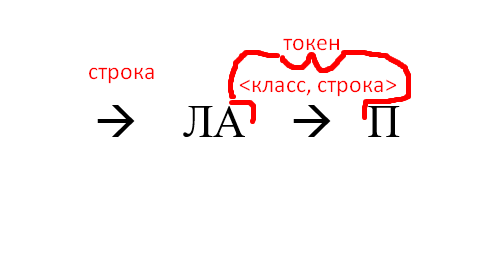 токен
строка <класс, строка>
→ ЛА → П